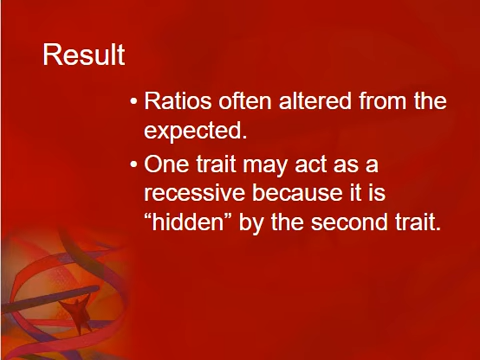 Result
• Ratios often altered from the
expected.
• One trait may act as a
recessive because it is
“hidden” by the second trait.